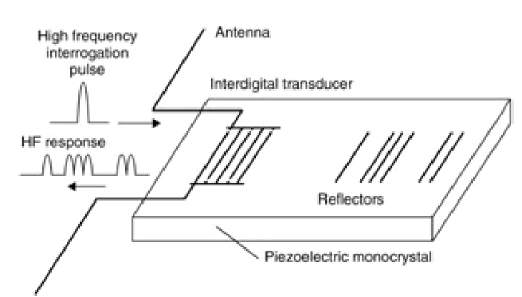 High frequency
interrogation
pulse
Antenna
Interdigital transducer
HF response
Reflectors
Piezoelectric monocrystal